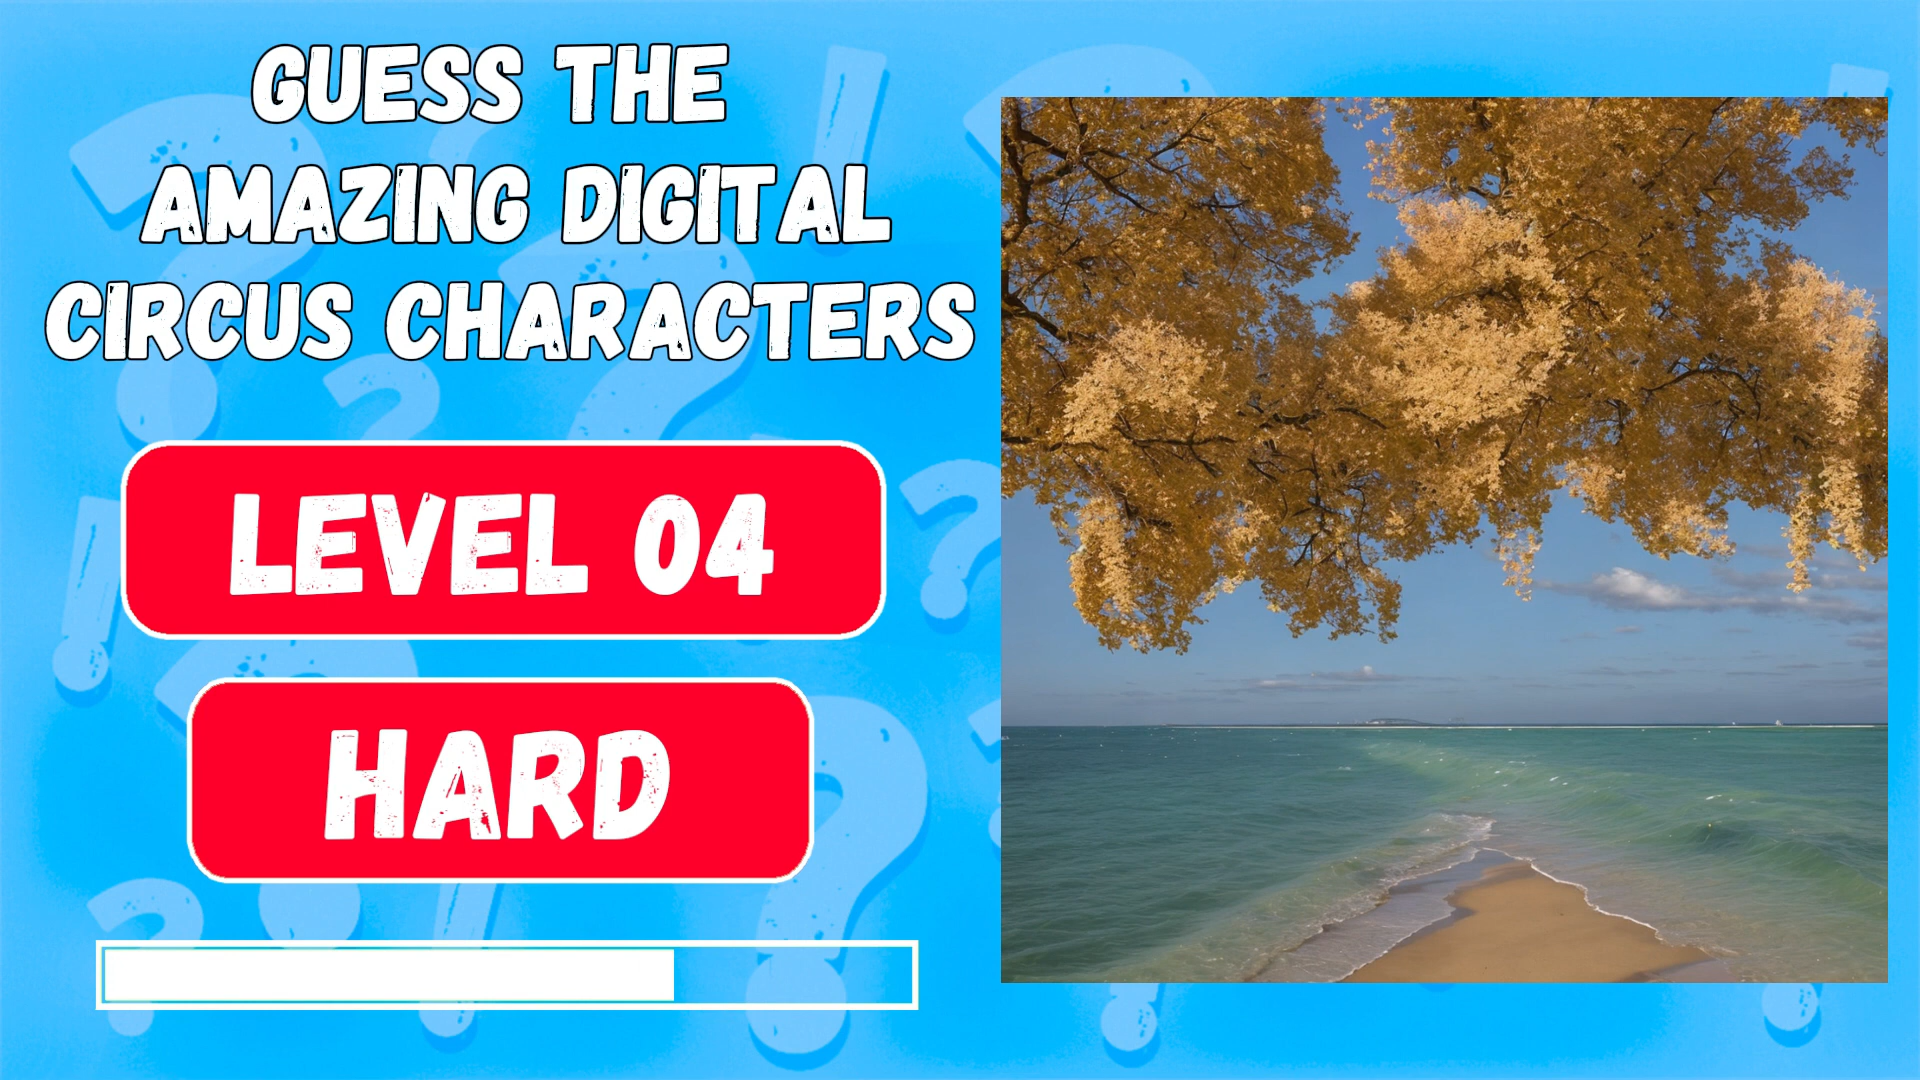 GUESS THE
AMAZING DIGITAL
CIRCUS CHARACTERS
LEVEL 04
HARD